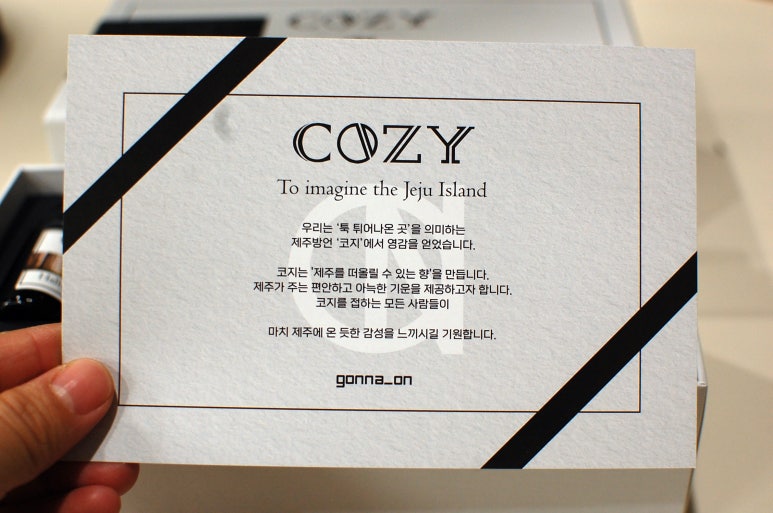 COZY
COZY
To imagine the Jeju Island
우리는 '툭 튀어나온 곳'을 의미하는
제주방언 '코지'에서 영감을 얻었습니다.
코지는 '제주를 떠올릴 수 있는 향'을 만듭니다.
제주가 주는 편안하고 아늑한 기운을 제공하고자 합니다.
코지를 접하는 모든 사람들이
마치 제주에 온 듯한 감성을 느끼시길 기원합니다.
gonna_on